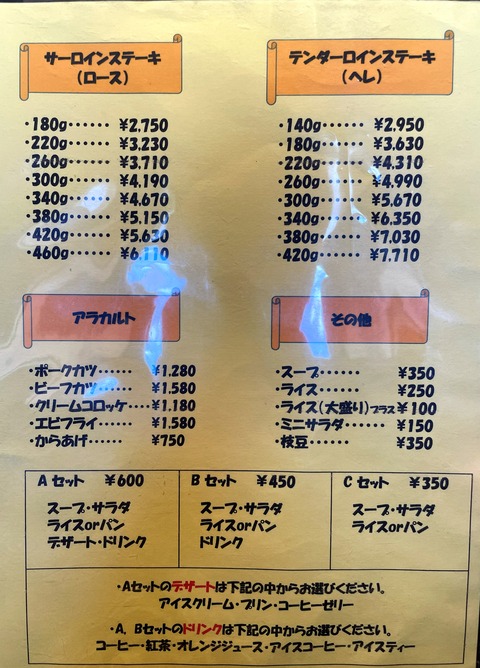 サーロインステーキ
(ロース)
・180g······ ¥2.750
・220g······ ¥3.230
・260g······ ¥3.710
・300g······ ¥4.190
・340g······ ¥4.670
・380g······ ¥5.150
・420g······ ¥5.630
・460g······ ¥6.110
テンダーロインステーキ
(ヘレ)
・140g······ ¥2.950
・180g······ ¥3.630
・220g······ ¥4.310
・260g······ ¥4.990
・300g······ ¥5.670
・340g······ ¥6.350
・380g······ ¥7.030
・420g······ ¥7.710
アラカルト
・ポークカツ······ ¥1.280
・ビーフカツ······ ¥1.580
・クリームコロッケ···· ¥1.180
・エビフライ······ ¥1.580
・からあげ······ ¥750
その他
・スープ······· ¥350
・ライス······· ¥250
・ライス(大盛り)プラス¥100
・ミニサラダ······· ¥150
・枝豆······· ¥350
Aセット ¥600
スープ・サラダ
ライスorパン
デザート・ドリンク
Bセット ¥450
スープ・サラダ
ライスorパン
ドリンク
Cセット ¥350
スープ・サラダ
ライスorパン
・Aセットのデザートは下記の中からお選びください。
アイスクリーム・プリン・コーヒーゼリー
・A、Bセットのドリンクは下記の中からお選びください。
コーヒー・紅茶・オレンジジュース・アイスコーヒー・アイスティー